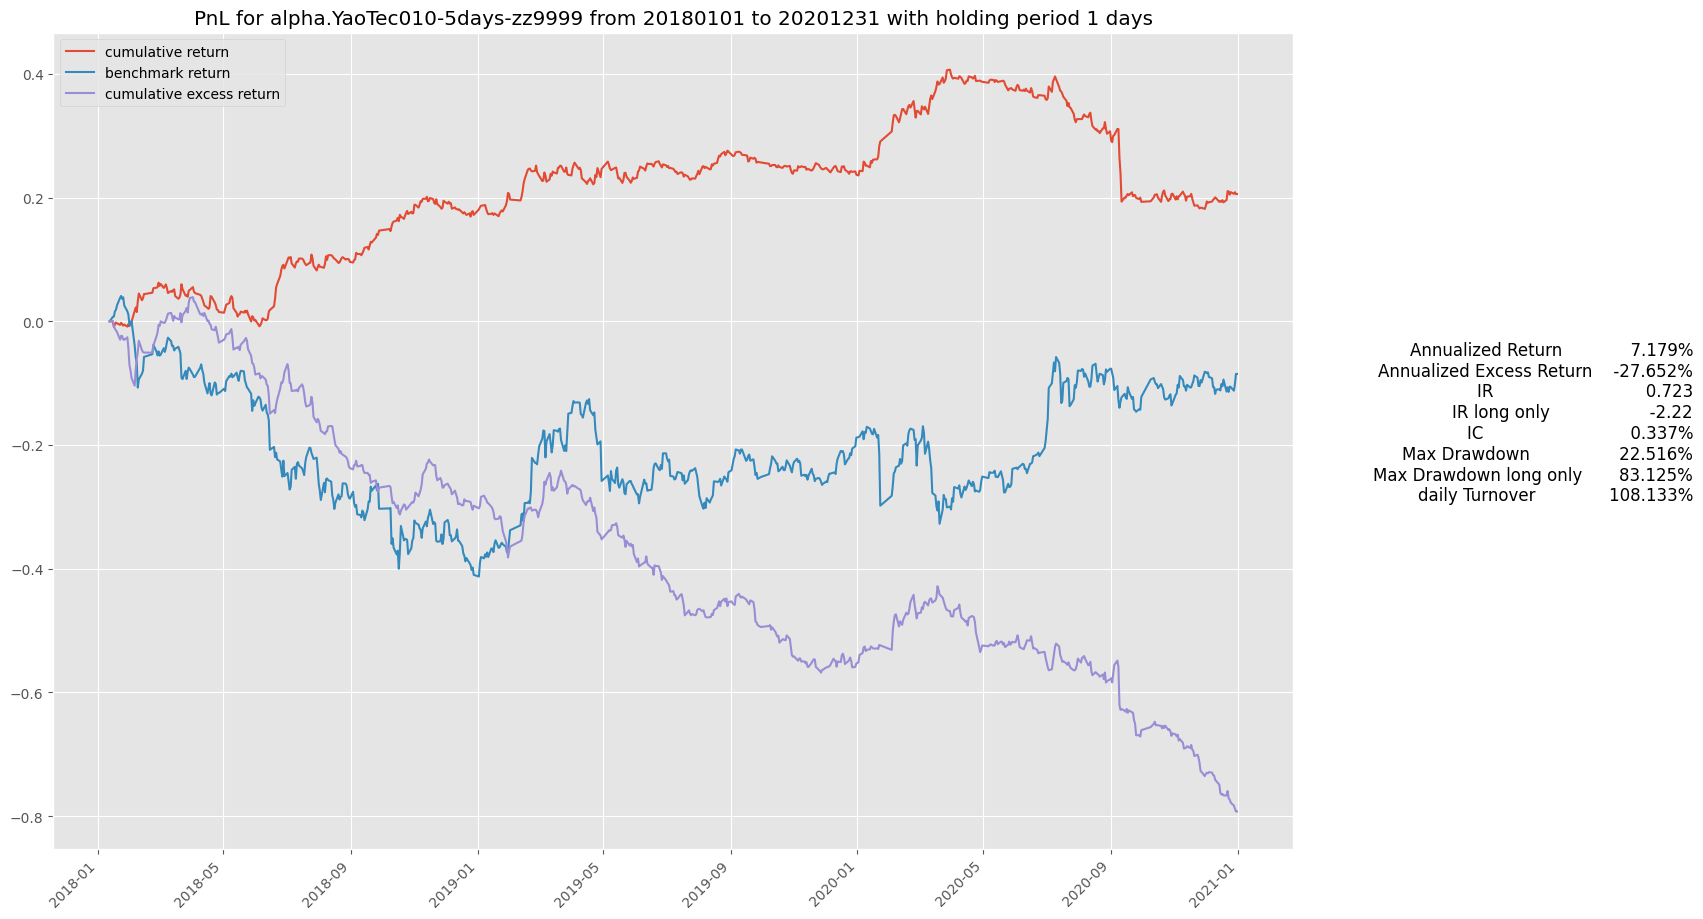 PnL for alpha.YaoTec010-5days-zz9999 from 20180101 to 20201231 with holding period 1 days
cumulative return
benchmark return
cumulative excess return
0.4
0.2
0.0
−0.2
−0.4
−0.6
−0.8
2018-01
2018-05
2018-09
2019-01
2019-05
2019-09
2020-01
2020-05
2020-09
2021-01
Annualized Return 7.179%
Annualized Excess Return -27.652%
IR 0.723
IR long only -2.22
IC 0.337%
Max Drawdown 22.516%
Max Drawdown long only 83.125%
daily Turnover 108.133%